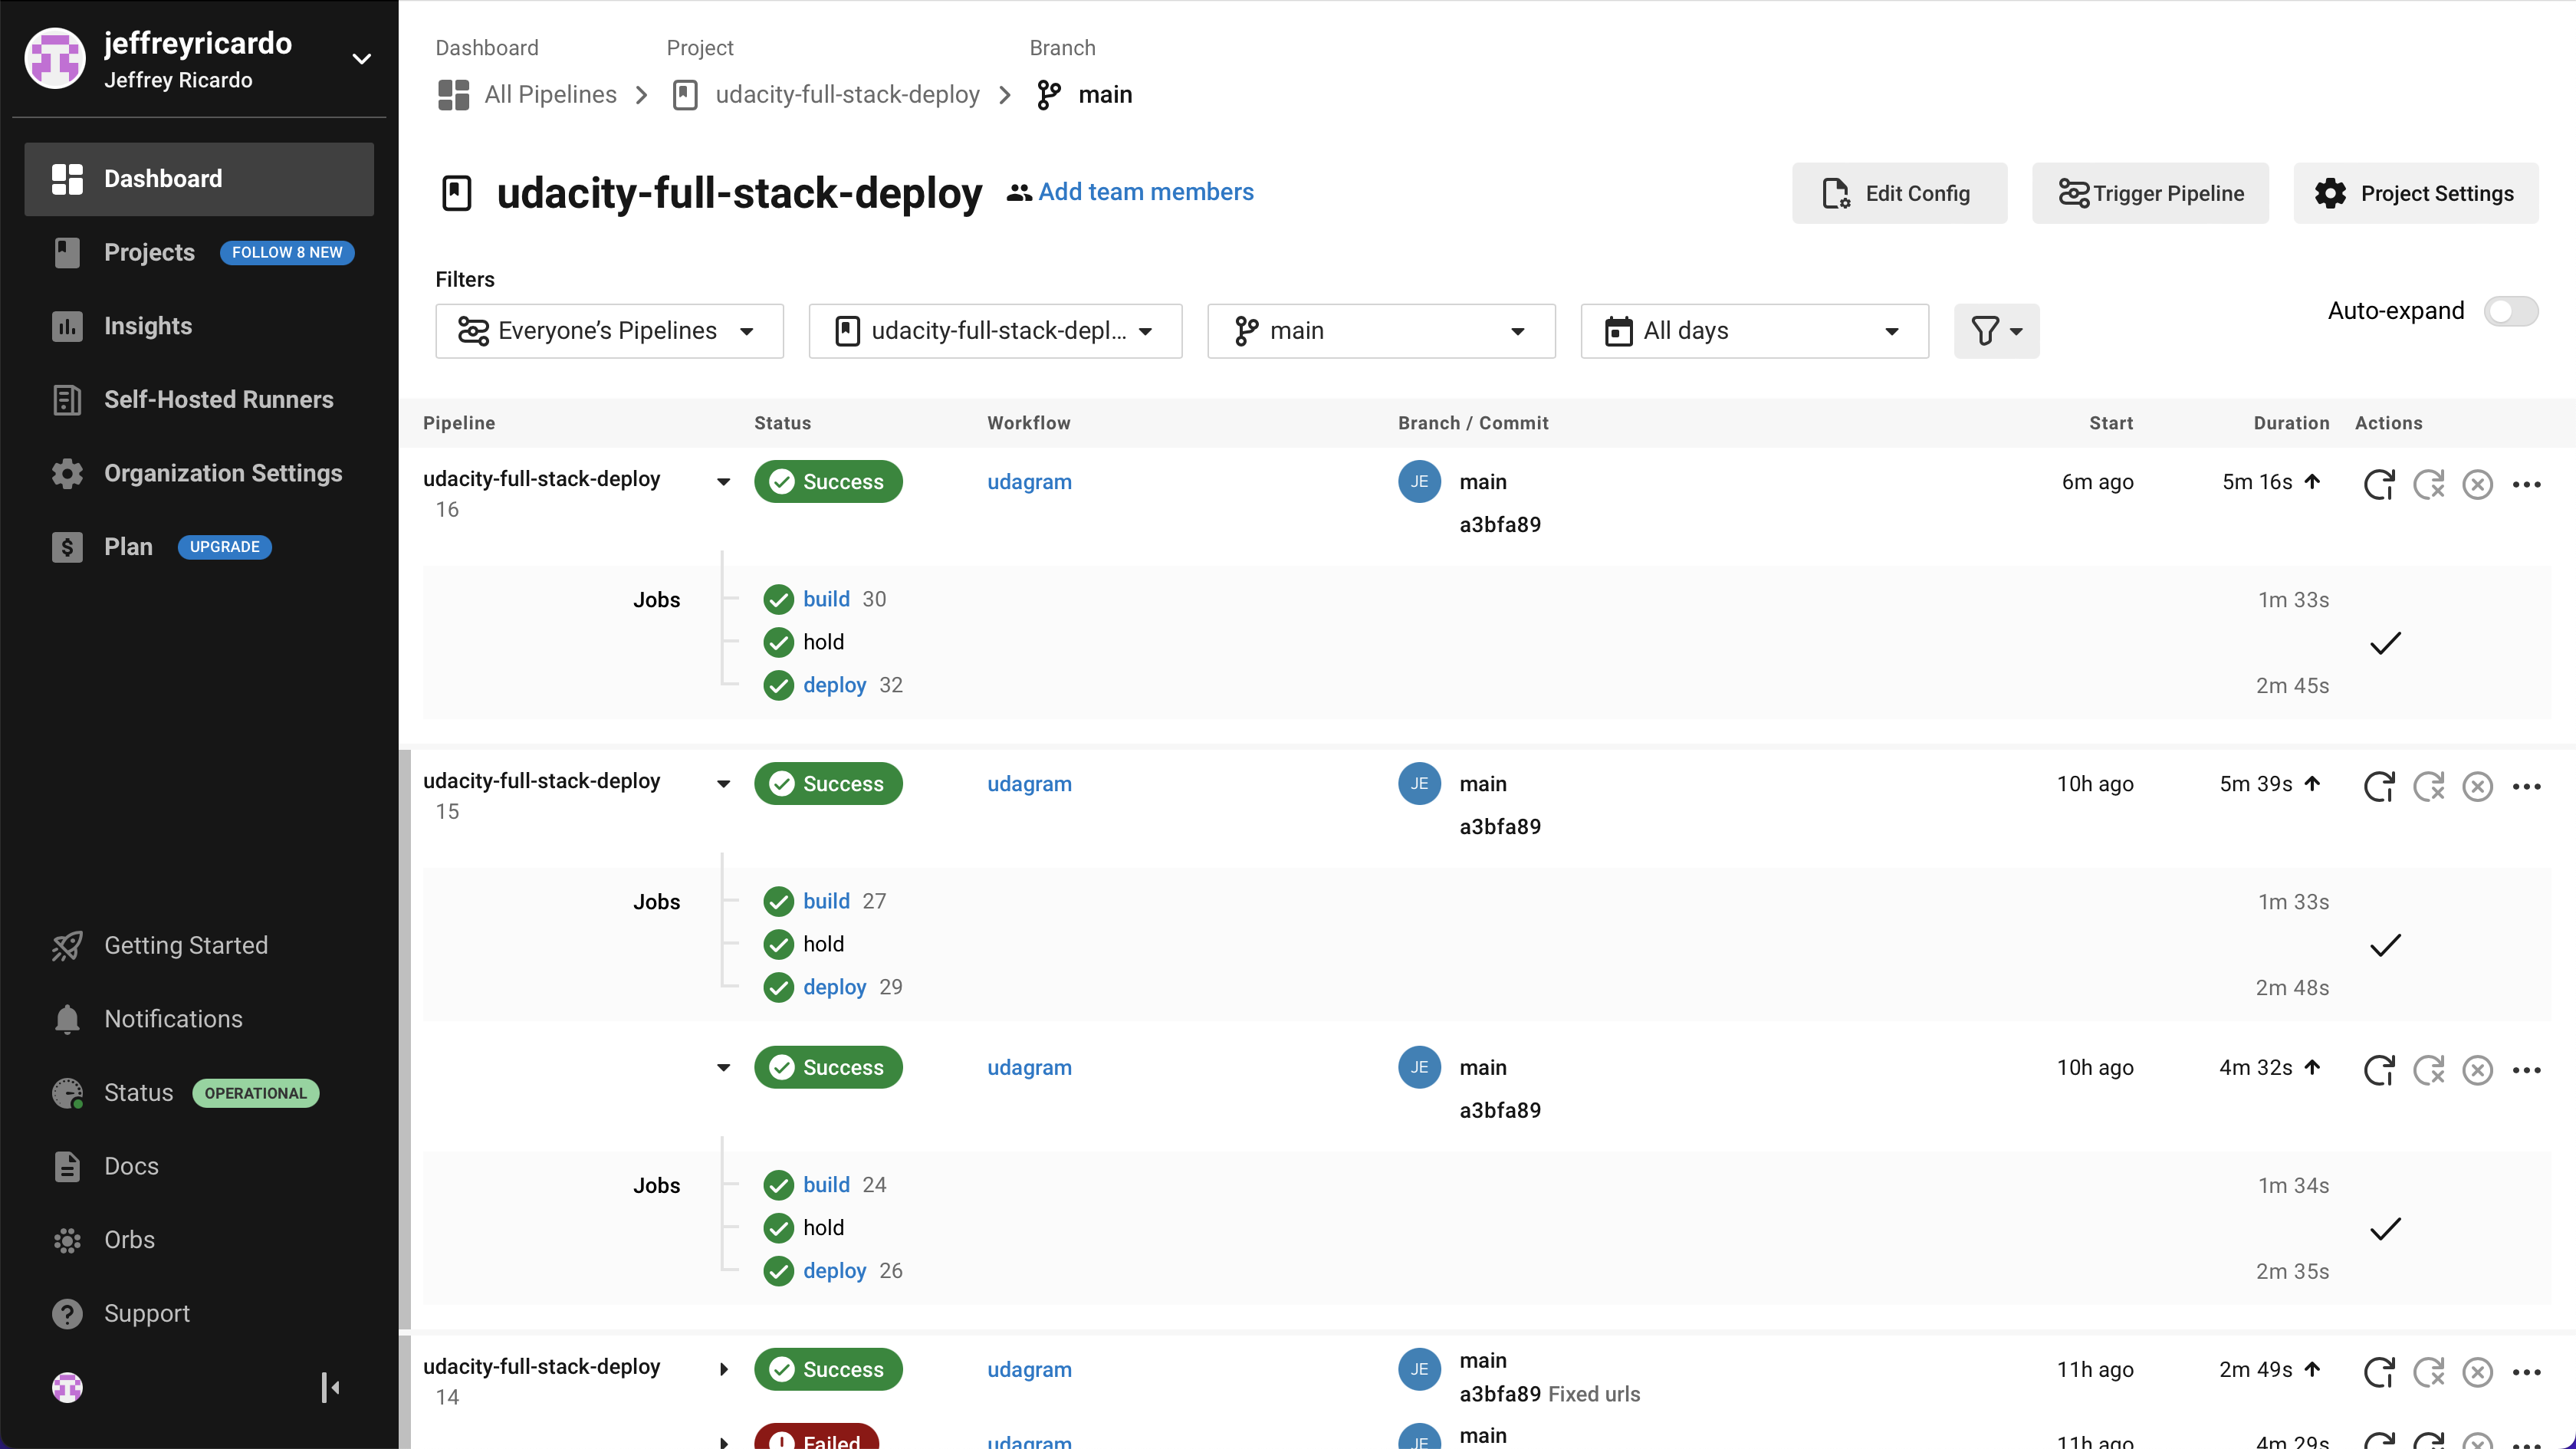 jeffreyricardo
Jeffrey Ricardo
Dashboard
Projects FOLLOW 8 NEW
Insights
Self-Hosted Runners
Organization Settings
Plan UPGRADE
Getting Started
Notifications
Status OPERATIONAL
Docs
Orbs
Support
Dashboard Project Branch
All Pipelines udacity-full-stack-deploy main
udacity-full-stack-deploy Add team members Edit Config Trigger Pipeline Project Settings
Filters
Everyone’s Pipelines udacity-full-stack-depl... main All days Auto-expand
Pipeline Status Workflow Branch / Commit Start Duration Actions
udacity-full-stack-deploy Success udagram JE main 6m ago 5m 16s
16 a3bfa89
Jobs build 30 1m 33s
hold
deploy 32 2m 45s
udacity-full-stack-deploy Success udagram JE main 10h ago 5m 39s
15 a3bfa89
Jobs build 27 1m 33s
hold
deploy 29 2m 48s
Success udagram JE main 10h ago 4m 32s
a3bfa89
Jobs build 24 1m 34s
hold
deploy 26 2m 35s
udacity-full-stack-deploy Success udagram JE main 11h ago 2m 49s
14 a3bfa89 Fixed urls
Failed udagram JE main 11h ago 4m 29s